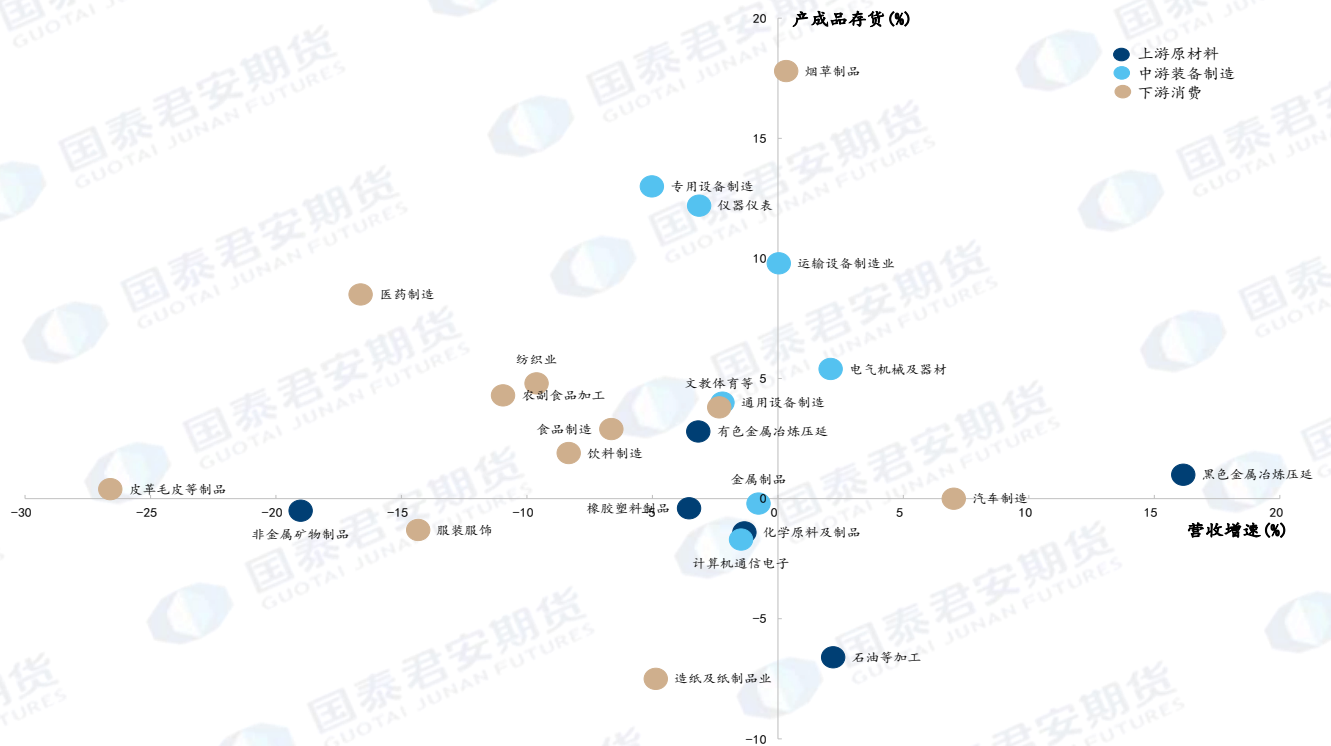 20
产成品存货(%)
上游原材料
中游装备制造
下游消费
烟草制品
15
专用设备制造
仪器仪表
10
运输设备制造业
医药制造
纺织业
电气机械及器材
5
文教体育等
农副食品加工
通用设备制造
食品制造
有色金属冶炼压延
饮料制造
金属制品
黑色金属冶炼压延
皮革毛皮等制品
0
汽车制造
橡胶塑料制品
−30
−25
−20
−15
−10
−5
0
5
10
15
20
服装服饰
营收增速(%)
非金属矿物制品
化学原料及制品
计算机通信电子
−5
石油等加工
造纸及纸制品业
−10
国泰君安期货
GUOTAI JUNAN FUTURES